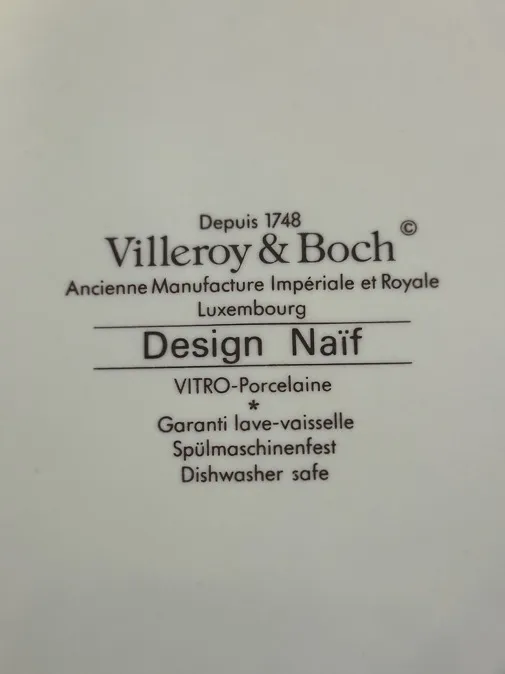 Depuis 1748
Villeroy & Boch ©
Ancienne Manufacture Impériale et Royale
Luxembourg
Design Naïf
VITRO-Porcelaine
*
Garanti lave-vaisselle
Spülmaschinenfest
Dishwasher safe